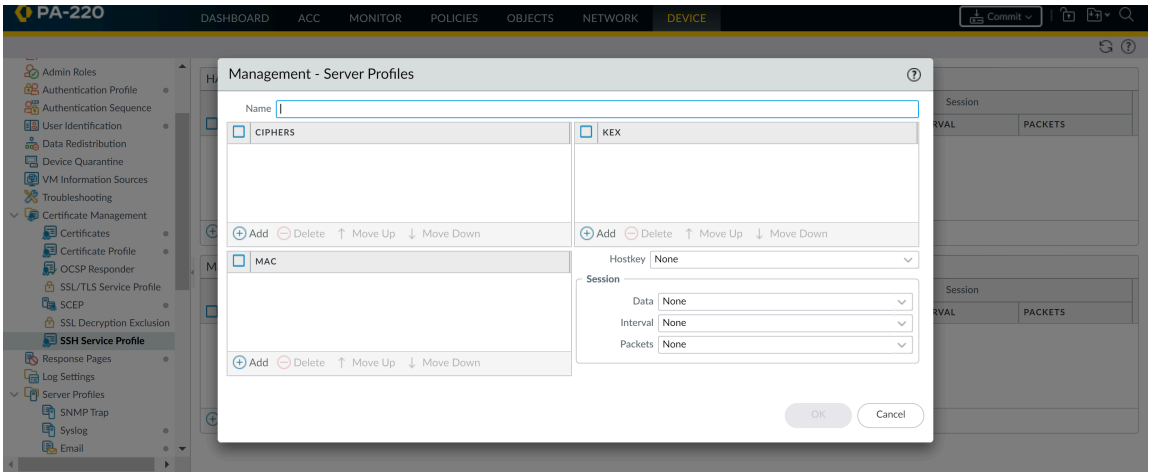 PA-220
DASHBOARD ACC MONITOR POLICIES OBJECTS NETWORK DEVICE
Commit
Admin Roles
Authentication Profile
Authentication Sequence
User Identification
Data Redistribution
Device Quarantine
VM Information Sources
Troubleshooting
Certificate Management
Certificates
Certificate Profile
OCSP Responder
SSL/TLS Service Profile
SCEP
SSL Decryption Exclusion
SSH Service Profile
Response Pages
Log Settings
Server Profiles
SNMP Trap
Syslog
Email
Management - Server Profiles
Name
CIPHERS
Add Delete Move Up Move Down
KEX
Add Delete Move Up Move Down
MAC
Add Delete Move Up Move Down
Hostkey None
Session
Data None
Interval None
Packets None
OK Cancel
Session
PACKETS
Session
PACKETS